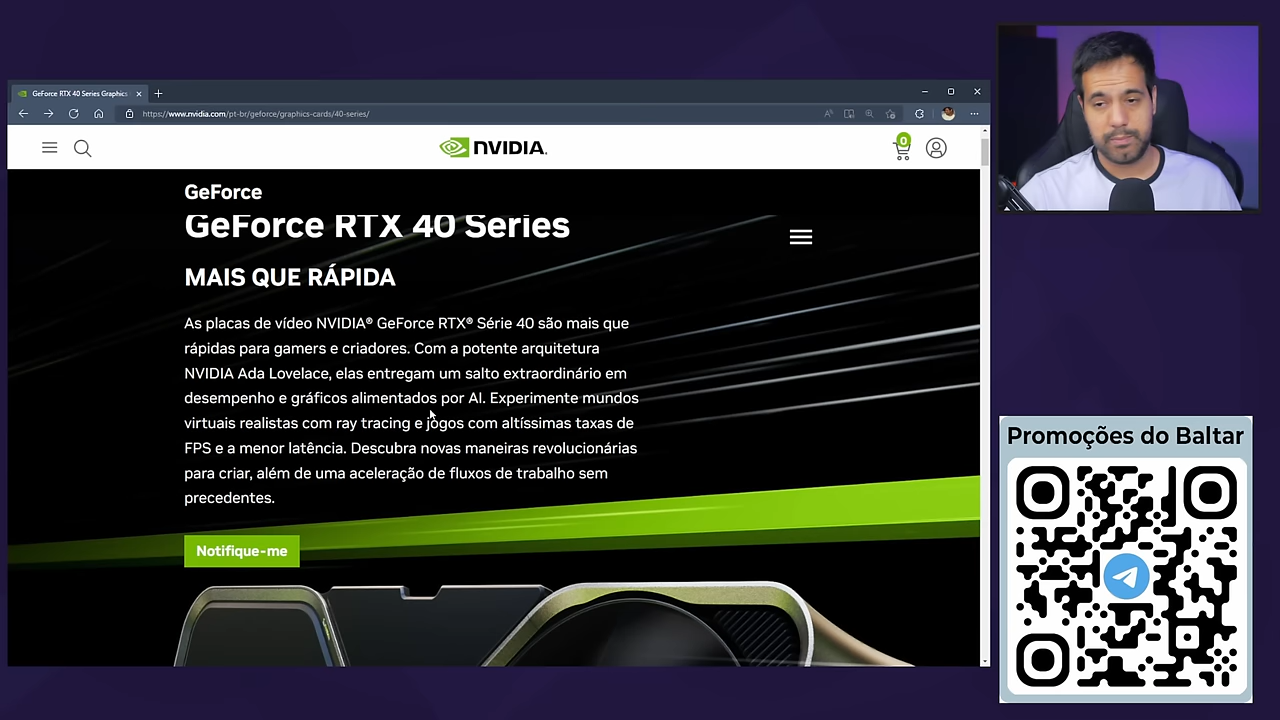 GeForce RTX 40 Series Graphics
https://www.nvidia.com/pt-br/geforce/graphics-cards/40-series/
NVIDIA.
0
GeForce
GeForce RTX 40 Series
MAIS QUE RÁPIDA
As placas de vídeo NVIDIA® GeForce RTX® Série 40 são mais que
rápidas para gamers e criadores. Com a potente arquitetura
NVIDIA Ada Lovelace, elas entregam um salto extraordinário em
desempenho e gráficos alimentados por AI. Experimente mundos
virtuais realistas com ray tracing e jogos com altíssimas taxas de
FPS e a menor latência. Descubra novas maneiras revolucionárias
para criar, além de uma aceleração de fluxos de trabalho sem
precedentes.
Notifique-me
Promoções do Baltar